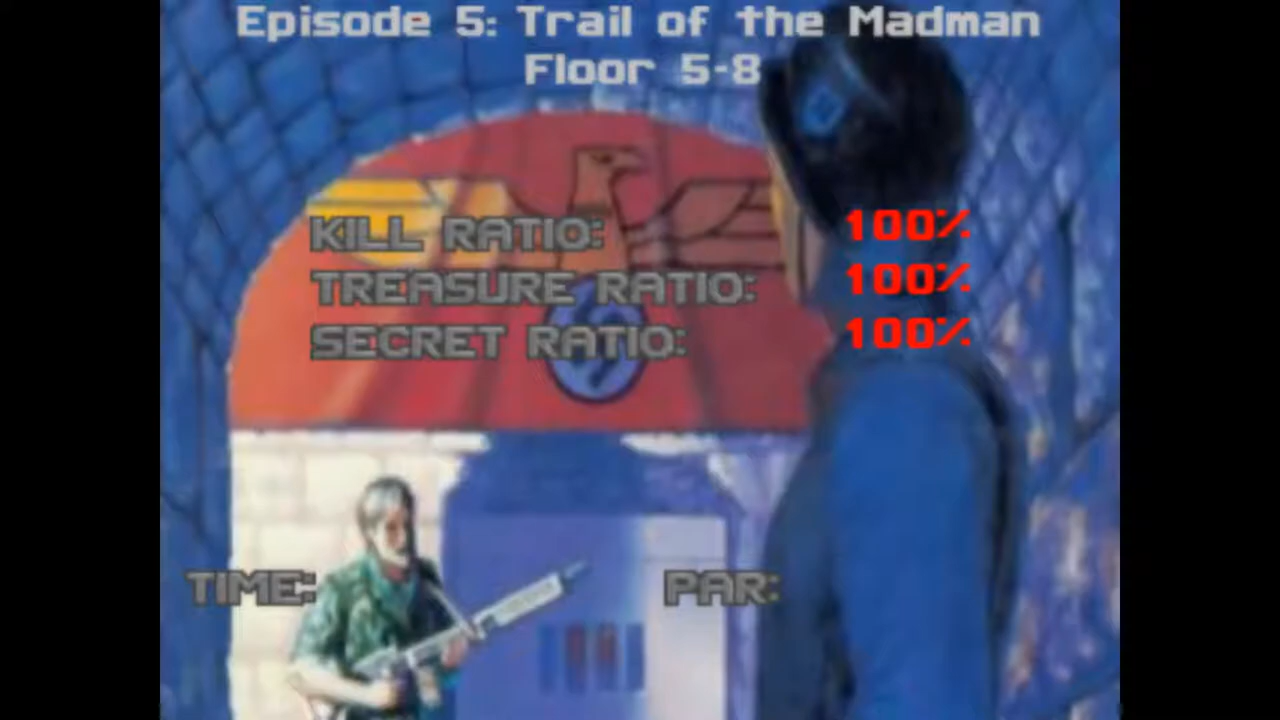 Episode 5: Trail of the Madman
Floor 5-8
KILL RATIO: 100%
TREASURE RATIO: 100%
SECRET RATIO: 100%
TIME: PAR: